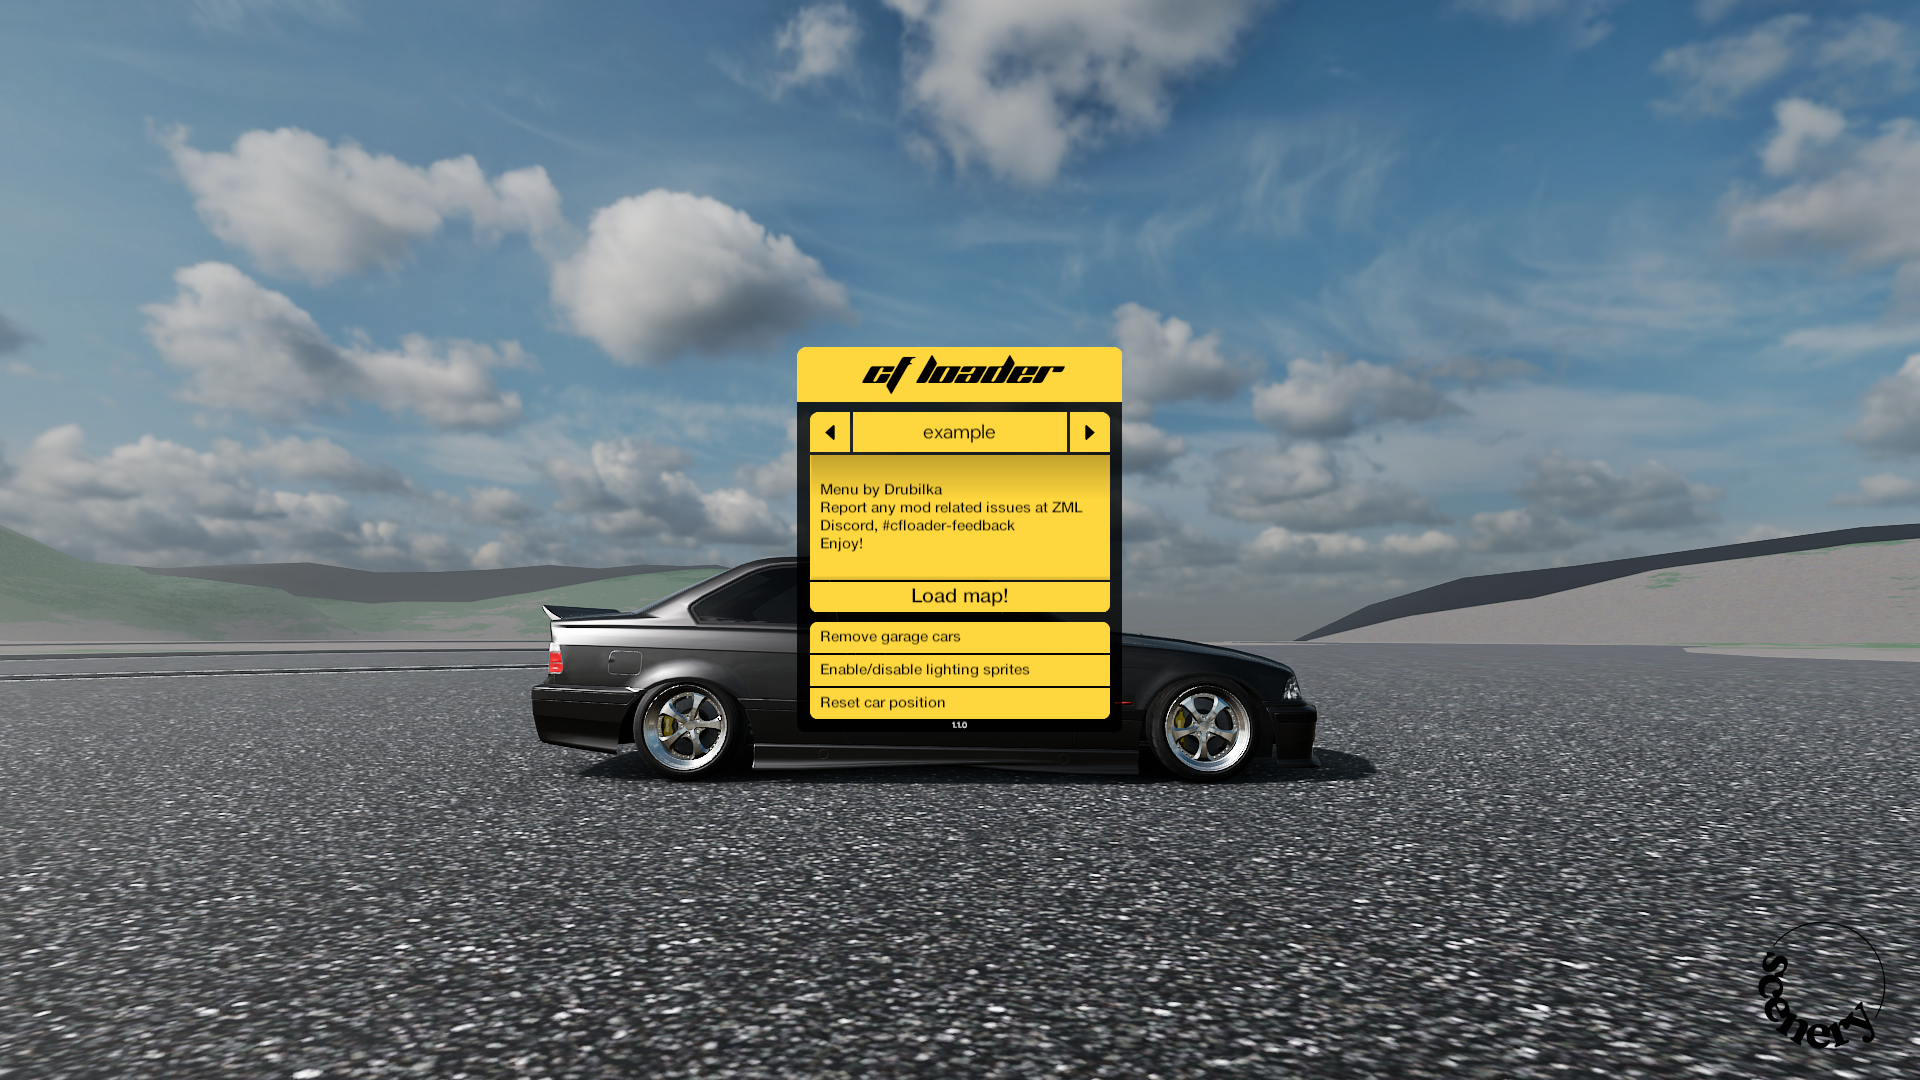 cf loader
example
Menu by Drubilka
Report any mod related issues at ZML
Discord, #cfloader-feedback
Enjoy!
Load map!
Remove garage cars
Enable/disable lighting sprites
Reset car position
1.1.0
scenery